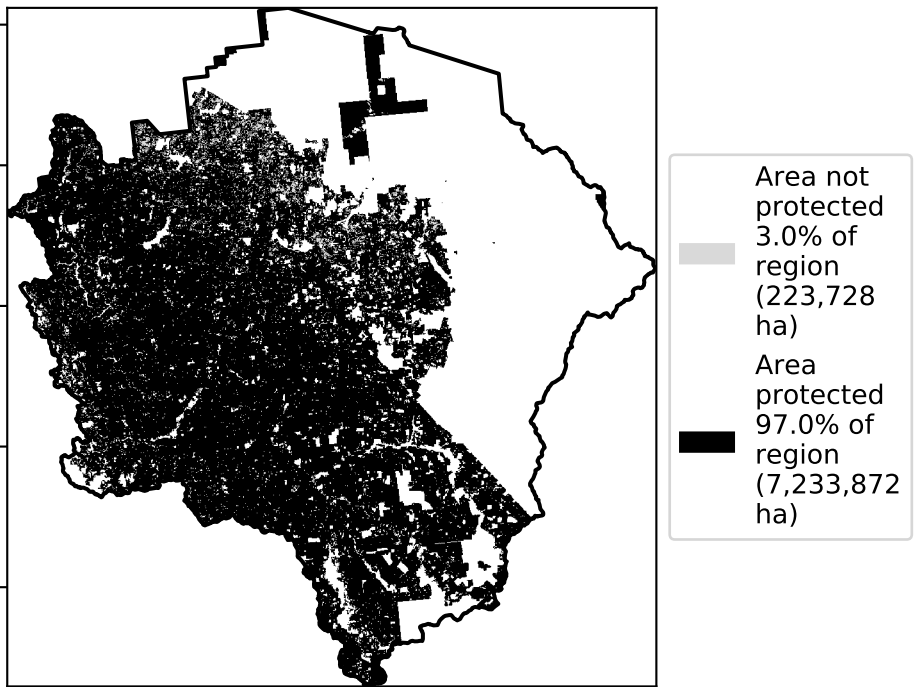 Area not
protected
3.0% of
region
(223,728
ha)
Area
protected
97.0% of
region
(7,233,872
ha)